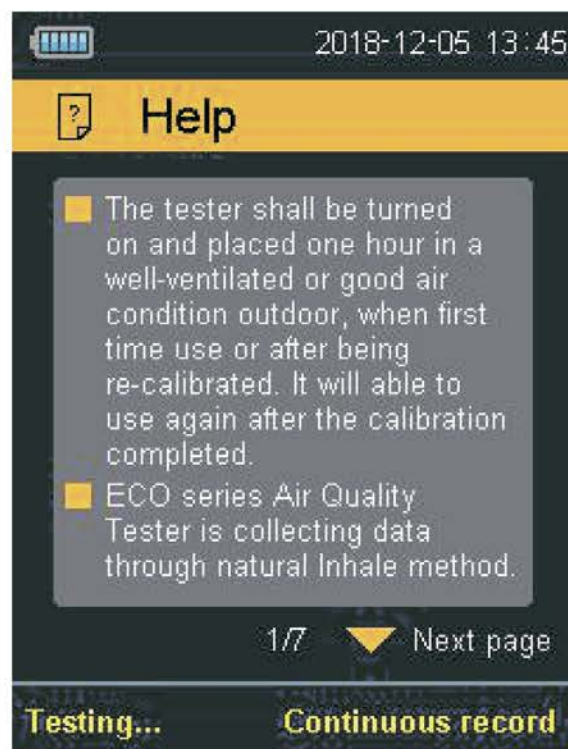 2018-12-05 13:45
? Help
The tester shall be turned
on and placed one hour in a
well-ventilated or good air
condition outdoor, when first
time use or after being
re-calibrated. It will able to
use again after the calibration
completed.
ECO series Air Quality
Tester is collecting data
through natural Inhale method.
1/7 Next page
Testing... Continuous record